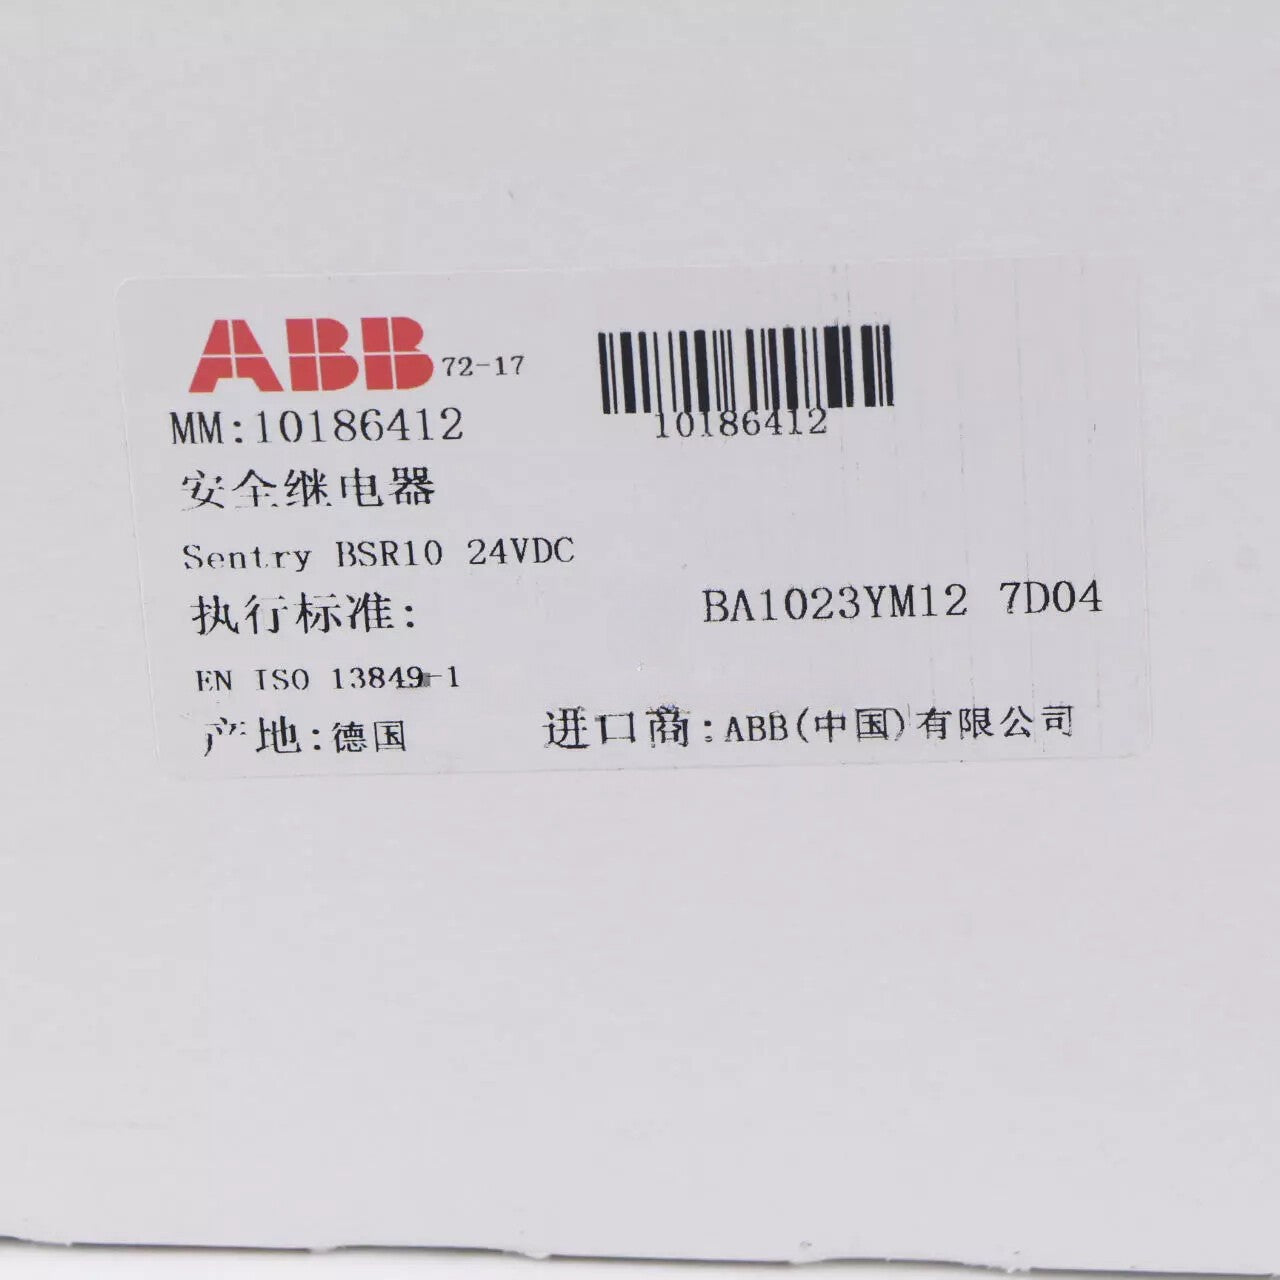 ABB 72-17
10186412
MM:10186412
安全继电器
Sentry BSR10 24VDC
执行标准:
BA1023YM12 7D04
EN ISO 13849-1
产地:德国
进口商:ABB(中国)有限公司